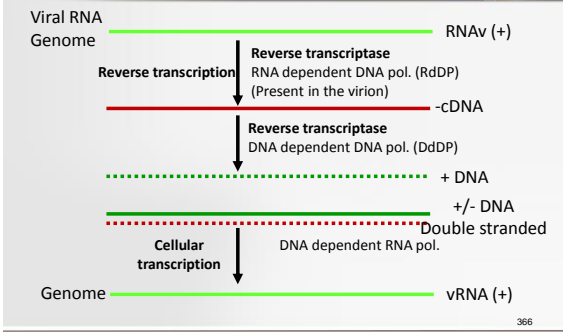 Viral RNA
Genome
RNAv (+)
Reverse transcription
Reverse transcriptase
RNA dependent DNA pol. (RdDP)
(Present in the virion)
-cDNA
Reverse transcriptase
DNA dependent DNA pol. (DdDP)
+ DNA
+/- DNA
Double stranded
Cellular
transcription
DNA dependent RNA pol.
Genome
vRNA (+)
366